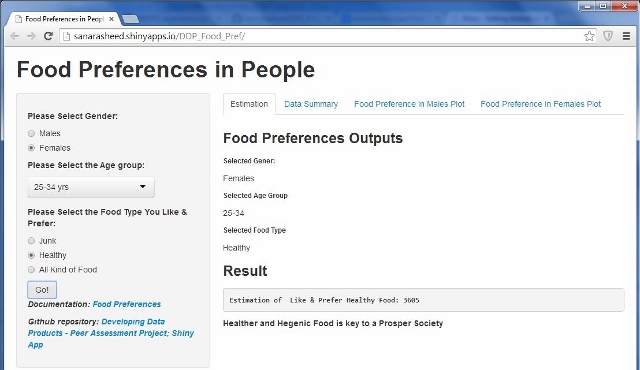 Food Preferences in People
sanarasheed.shinyapps.io/DDP_Food_Pref/
Food Preferences in People
Please Select Gender:
Males
Females
Please Select the Age group:
25-34 yrs
Please Select the Food Type You Like &
Prefer:
Junk
Healthy
All Kind of Food
Go!
Documentation: Food Preferences
Github repository: Developing Data
Products - Peer Assessment Project; Shiny
App
Estimation Data Summary Food Preference in Males Plot Food Preference in Females Plot
Food Preferences Outputs
Selected Gener:
Females
Selected Age Group
25-34
Selected Food Type
Healthy
Result
Estimation of Like & Prefer Healthy Food: 3605
Healther and Hegenic Food is key to a Prosper Society